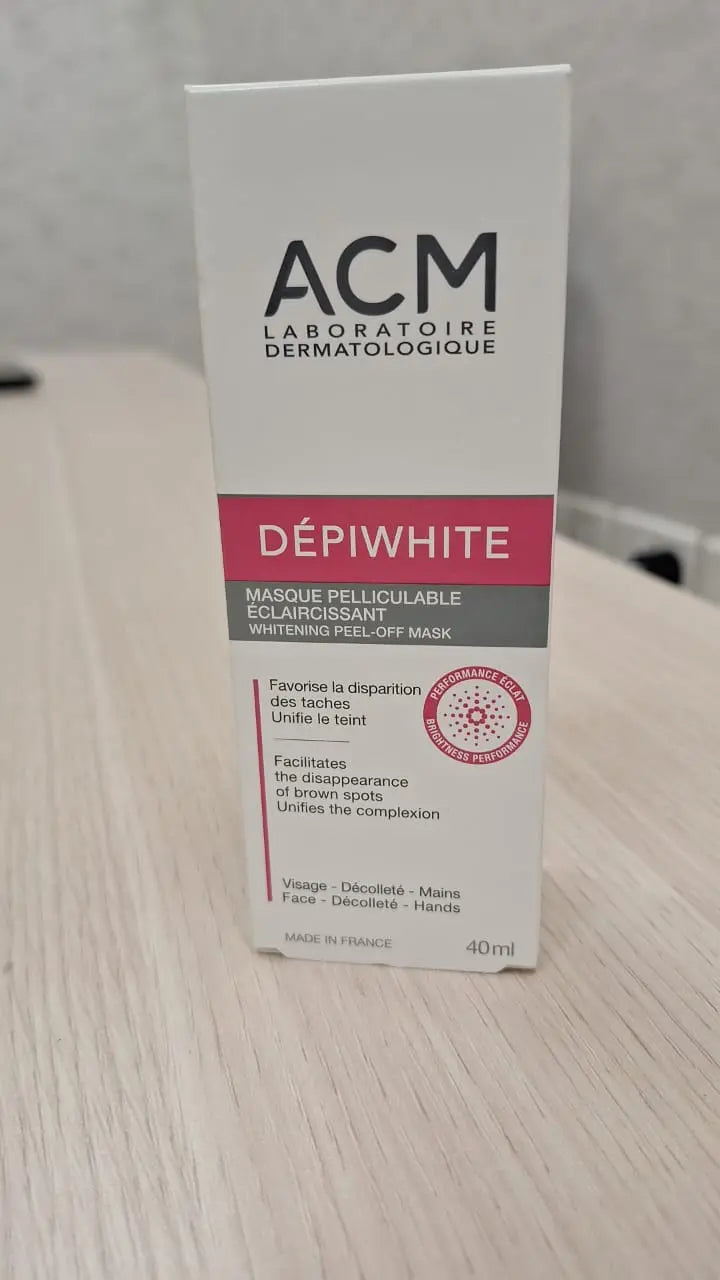 ACM
LABORATOIRE
DERMATOLOGIQUE
DÉPIWHITE
MASQUE PELLICULABLE
ÉCLAIRCISSANT
WHITENING PEEL-OFF MASK
Favorise la disparition
des taches
Unifie le teint
PERFORMANCE ÉCLAT
BRIGHTNESS PERFORMANCE
Facilitates
the disappearance
of brown spots
Unifies the complexion
Visage - Décolleté - Mains
Face - Décolleté - Hands
MADE IN FRANCE
40ml